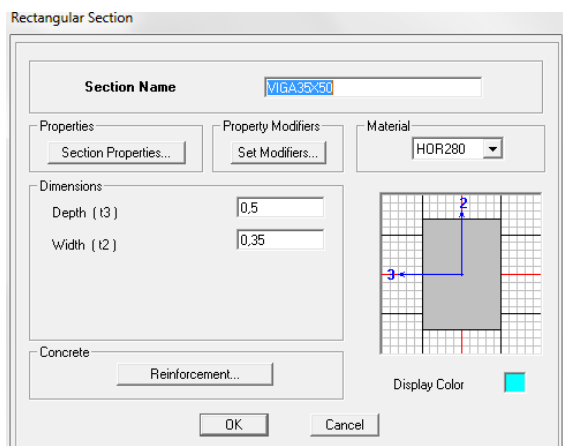 Rectangular Section
Section Name VIGA35X50
Properties Property Modifiers Material
Section Properties... Set Modifiers... HOR280
Dimensions
Depth ( t3 ) 0,5
Width ( t2 ) 0,35
2
3
Concrete
Reinforcement...
Display Color
OK Cancel